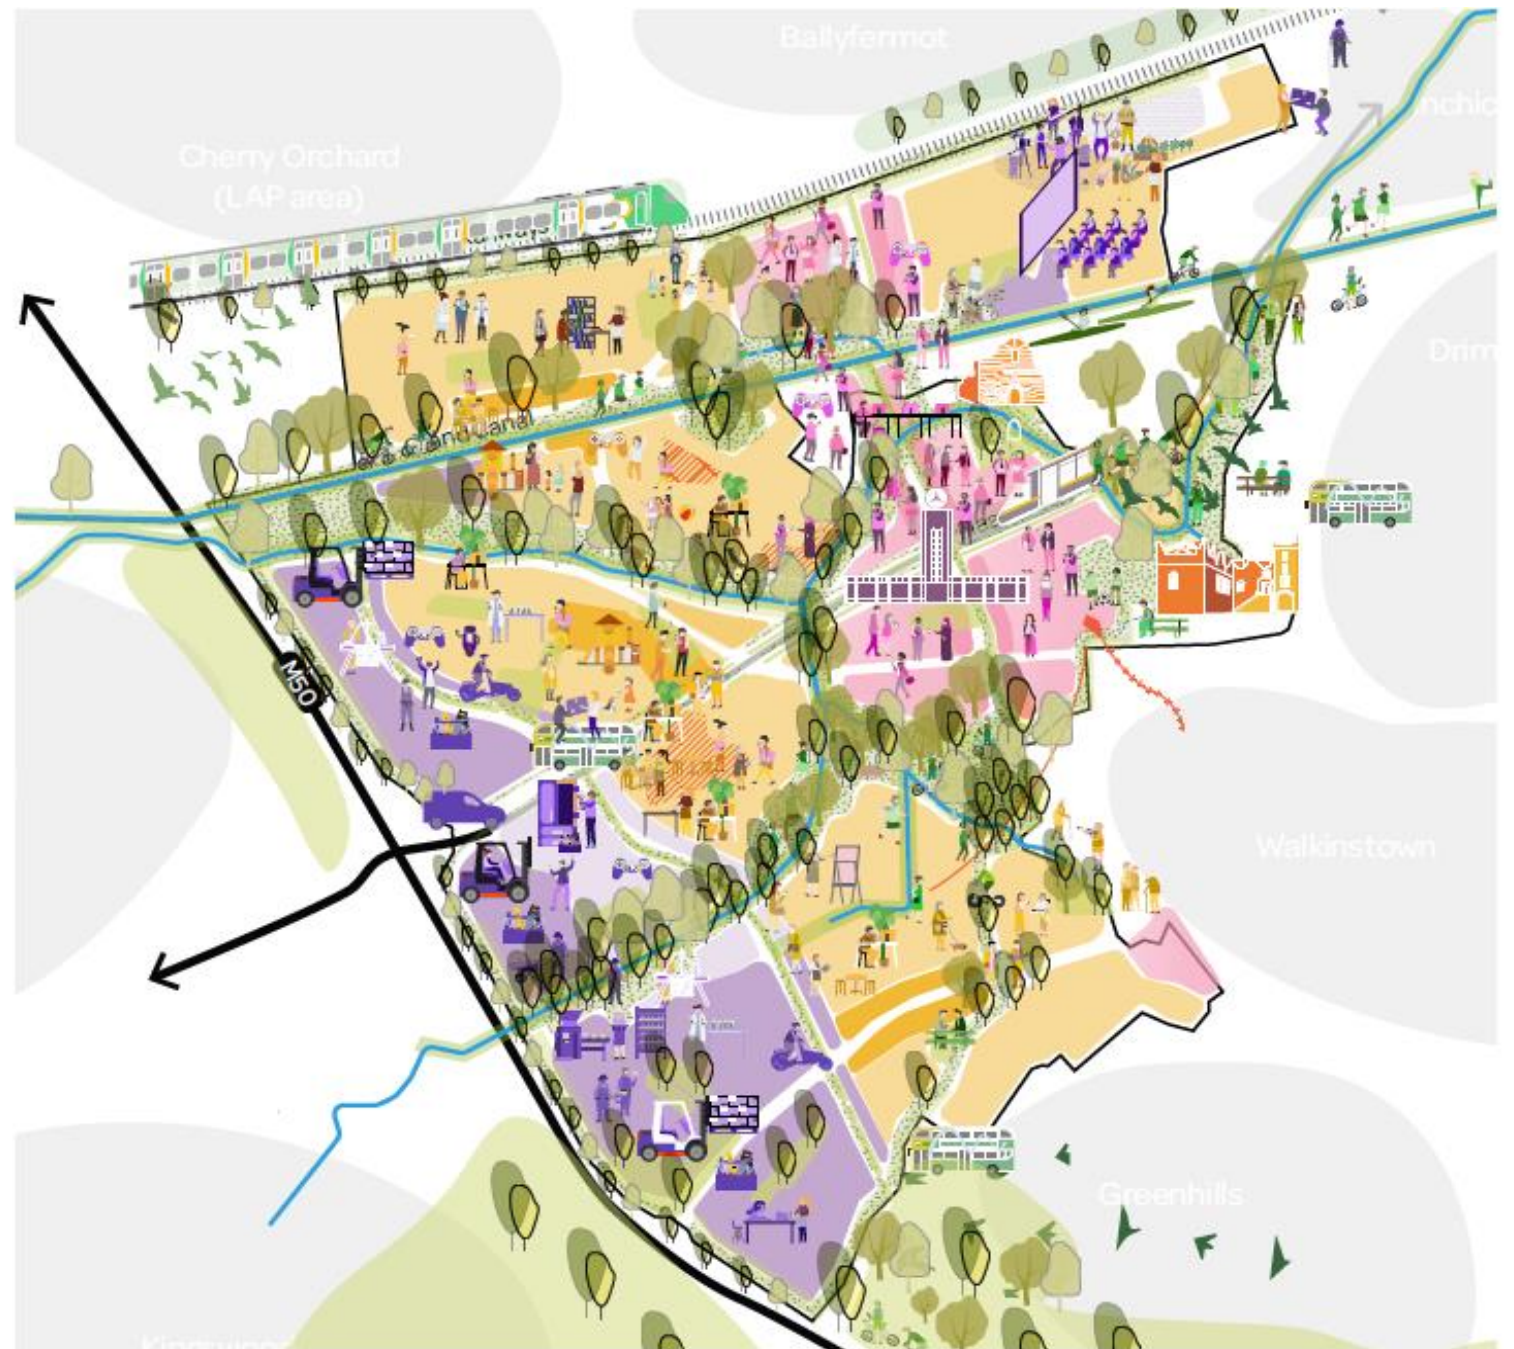 Ballyfermot
Cherry Orchard
(LAP area)
Grand Canal
M50
Walkinstown
Greenhills